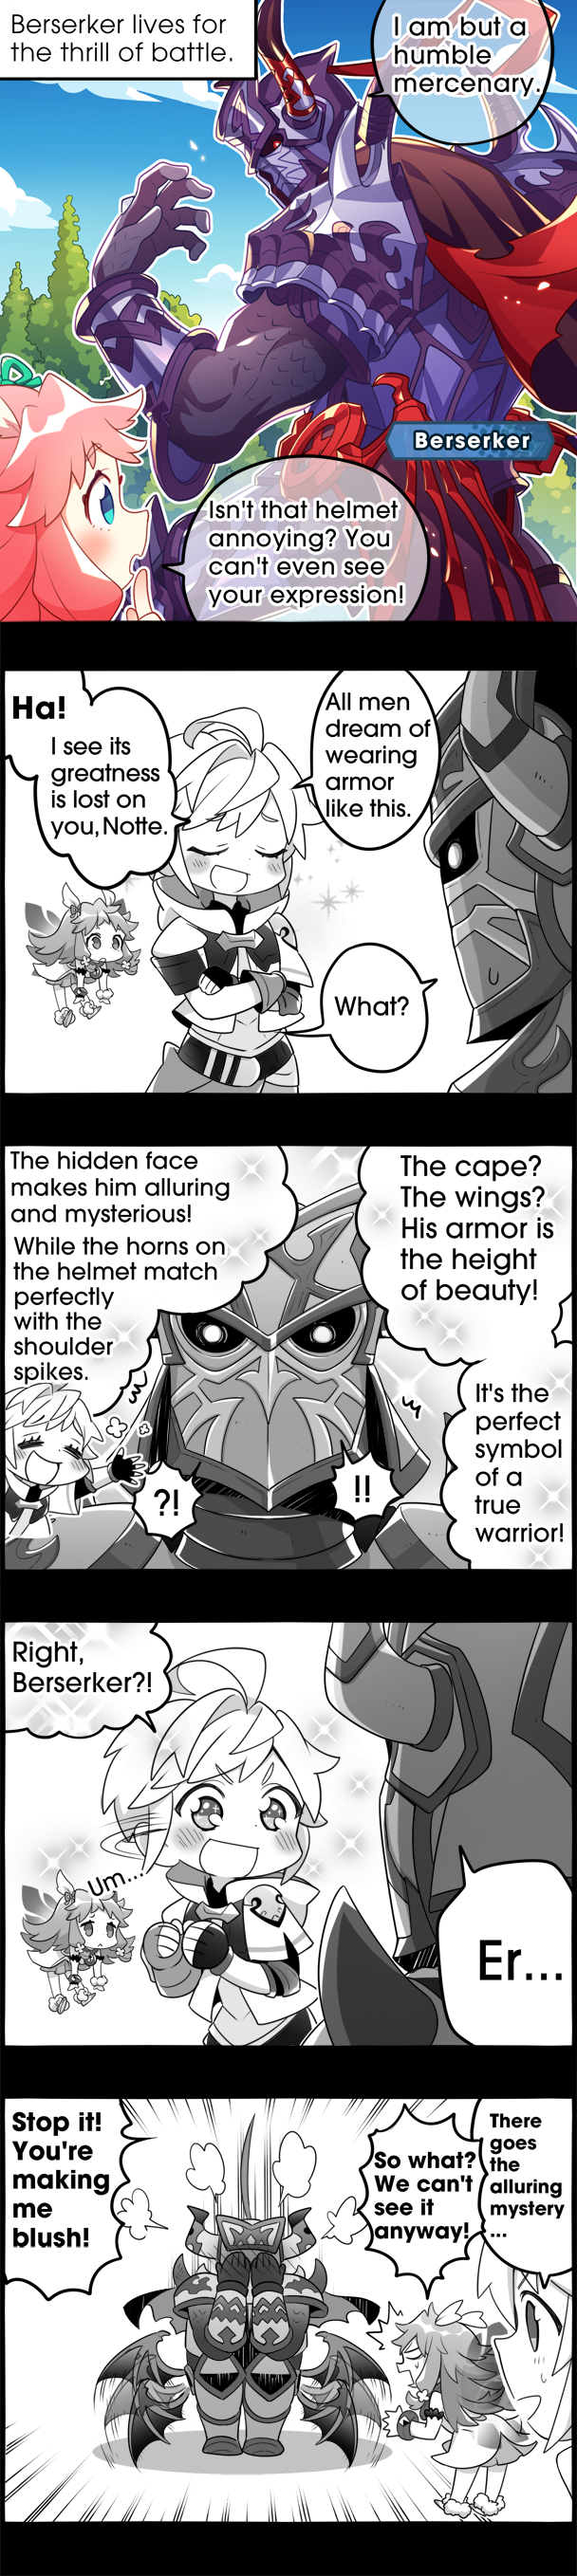 Berserker lives for
the thrill of battle.
I am but a
humble
mercenary.
Berserker
Isn't that helmet
annoying? You
can't even see
your expression!
All men
dream of
wearing
armor
like this.
Ha!
I see its
greatness
is lost on
you, Notte.
What?
The cape?
The wings?
His armor is
the height
of beauty!
The hidden face
makes him alluring
and mysterious!
While the horns on
the helmet match
perfectly
with the
shoulder
spikes.
It's the
perfect
symbol
of a
true
warrior!
?!
!!
Right,
Berserker?!
Um...
Er...
Stop it!
You're
making
me
blush!
So what?
We can't
see it
anyway!
There
goes
the
alluring
mystery
...